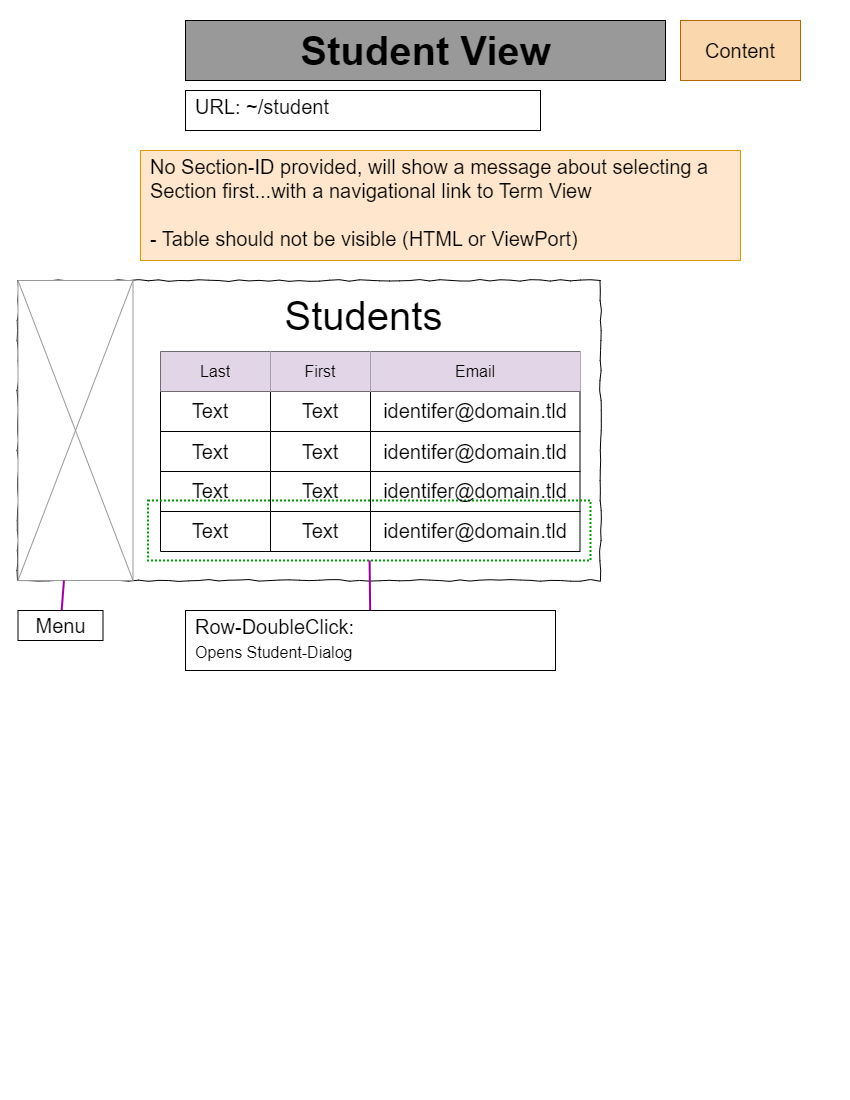 Student View
Content
URL: ~/student
No Section-ID provided, will show a message about selecting a
Section first...with a navigational link to Term View
- Table should not be visible (HTML or ViewPort)
Students
Last First Email
Text Text identifer@domain.tld
Text Text identifer@domain.tld
Text Text identifer@domain.tld
Text Text identifer@domain.tld
Menu
Row-DoubleClick:
Opens Student-Dialog